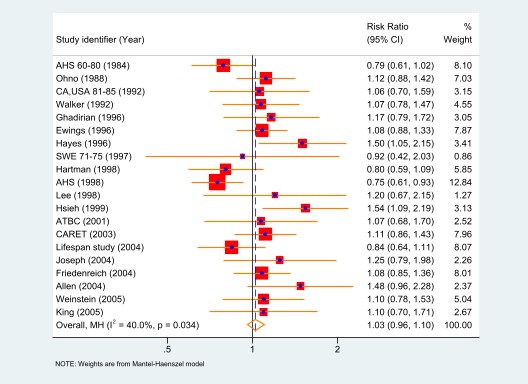 Risk Ratio %
Study identifier (Year) (95% CI) Weight
AHS 60-80 (1984) 0.79 (0.61, 1.02) 8.10
Ohno (1988) 1.12 (0.88, 1.42) 7.03
CA,USA 81-85 (1992) 1.06 (0.70, 1.59) 3.15
Walker (1992) 1.07 (0.78, 1.47) 4.55
Ghadirian (1996) 1.17 (0.79, 1.72) 3.05
Ewings (1996) 1.08 (0.88, 1.33) 7.87
Hayes (1996) 1.50 (1.05, 2.15) 3.41
SWE 71-75 (1997) 0.92 (0.42, 2.03) 0.86
Hartman (1998) 0.80 (0.59, 1.09) 5.85
AHS (1998) 0.75 (0.61, 0.93) 12.84
Lee (1998) 1.20 (0.67, 2.15) 1.27
Hsieh (1999) 1.54 (1.09, 2.19) 3.13
ATBC (2001) 1.07 (0.68, 1.70) 2.52
CARET (2003) 1.11 (0.86, 1.43) 7.96
Lifespan study (2004) 0.84 (0.64, 1.11) 8.07
Joseph (2004) 1.25 (0.79, 1.98) 2.26
Friedenreich (2004) 1.08 (0.85, 1.36) 8.01
Allen (2004) 1.48 (0.96, 2.28) 2.37
Weinstein (2005) 1.10 (0.78, 1.53) 5.04
King (2005) 1.10 (0.70, 1.71) 2.67
Overall, MH (I² = 40.0%, p = 0.034) 1.03 (0.96, 1.10) 100.00
.5 1 2
NOTE: Weights are from Mantel-Haenszel model